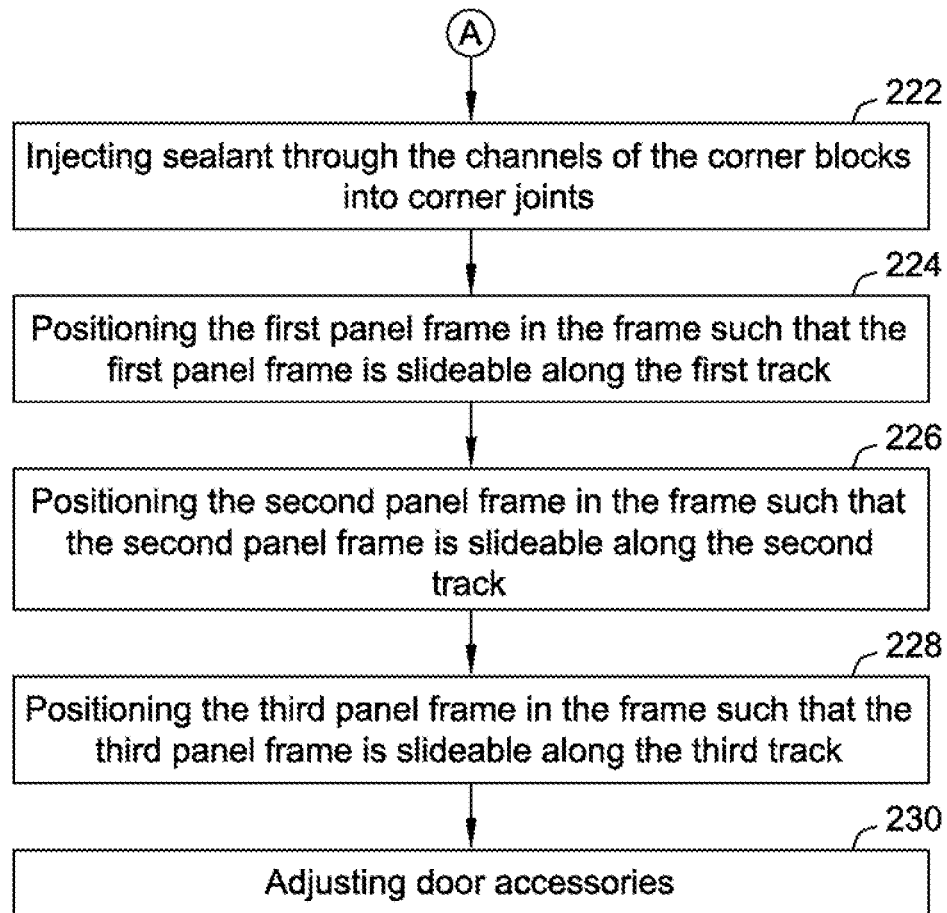 A
222
Injecting sealant through the channels of the corner blocks
into corner joints
224
Positioning the first panel frame in the frame such that the
first panel frame is slideable along the first track
226
Positioning the second panel frame in the frame such that
the second panel frame is slideable along the second
track
228
Positioning the third panel frame in the frame such that the
third panel frame is slideable along the third track
230
Adjusting door accessories